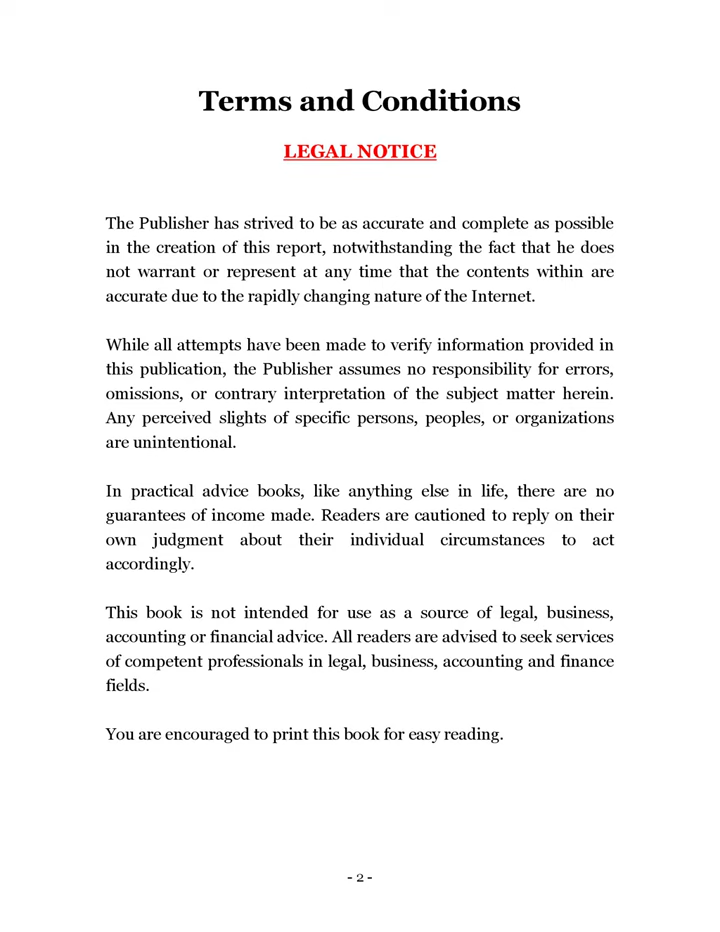 Terms and Conditions
LEGAL NOTICE
The Publisher has strived to be as accurate and complete as possible
in the creation of this report, notwithstanding the fact that he does
not warrant or represent at any time that the contents within are
accurate due to the rapidly changing nature of the Internet.
While all attempts have been made to verify information provided in
this publication, the Publisher assumes no responsibility for errors,
omissions, or contrary interpretation of the subject matter herein.
Any perceived slights of specific persons, peoples, or organizations
are unintentional.
In practical advice books, like anything else in life, there are no
guarantees of income made. Readers are cautioned to reply on their
own judgment about their individual circumstances to act
accordingly.
This book is not intended for use as a source of legal, business,
accounting or financial advice. All readers are advised to seek services
of competent professionals in legal, business, accounting and finance
fields.
You are encouraged to print this book for easy reading.
- 2 -